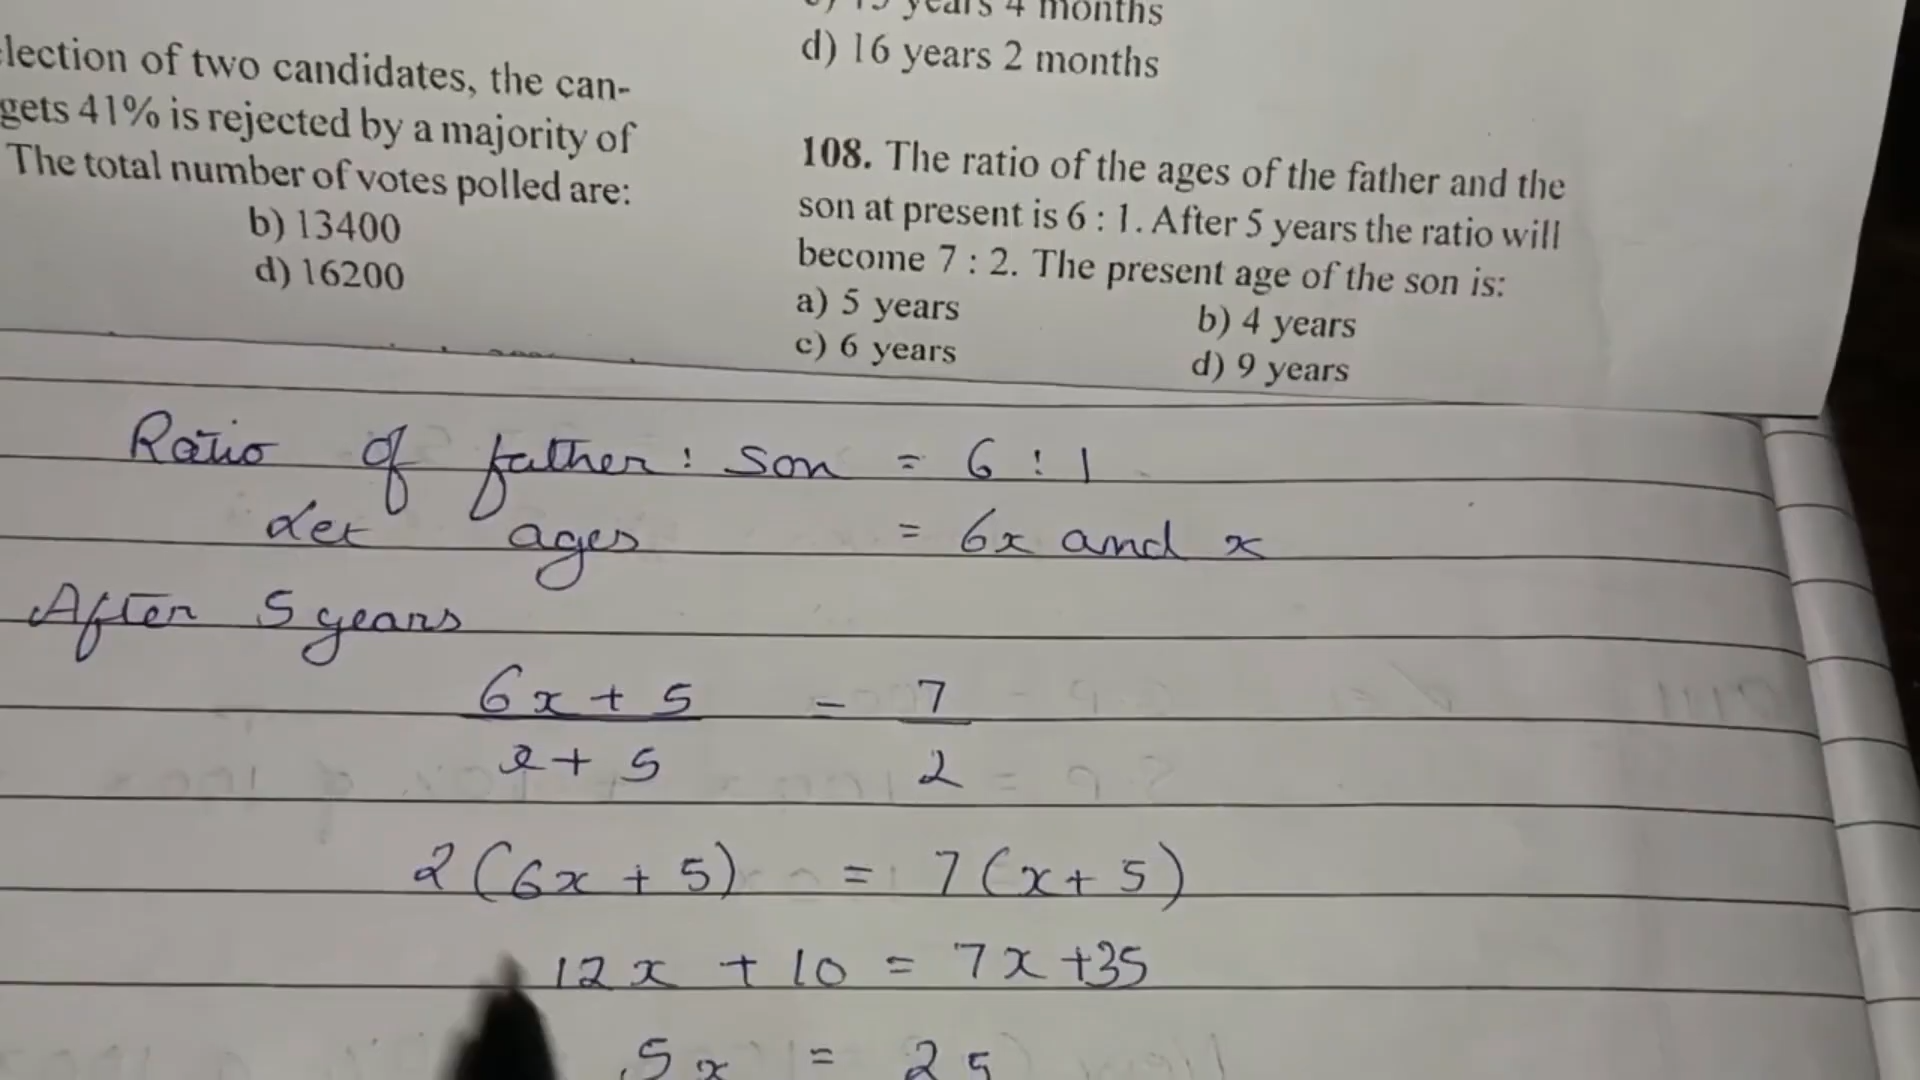 lection of two candidates, the can-
gets 41% is rejected by a majority of
The total number of votes polled are:
b) 13400
d) 16200
years 4 months
d) 16 years 2 months
108. The ratio of the ages of the father and the
son at present is 6 : 1. After 5 years the ratio will
become 7 : 2. The present age of the son is:
a) 5 years b) 4 years
c) 6 years d) 9 years
Ratio of father : son = 6 : 1
Let ages = 6x and x
After 5 years
6x + 5 = 7
x + 5 2
2(6x + 5) = 7(x + 5)
12x + 10 = 7x + 35
5x = 25